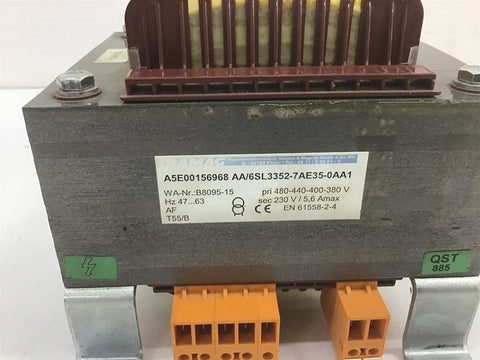 A5E00156968 AA/6SL3352-7AE35-0AA1
WA-Nr.:B8095-15 pri 480-440-400-380 V
Hz 47...63 sec 230 V / 5,6 Amax
AF EN 61558-2-4
T55/B
QST
885